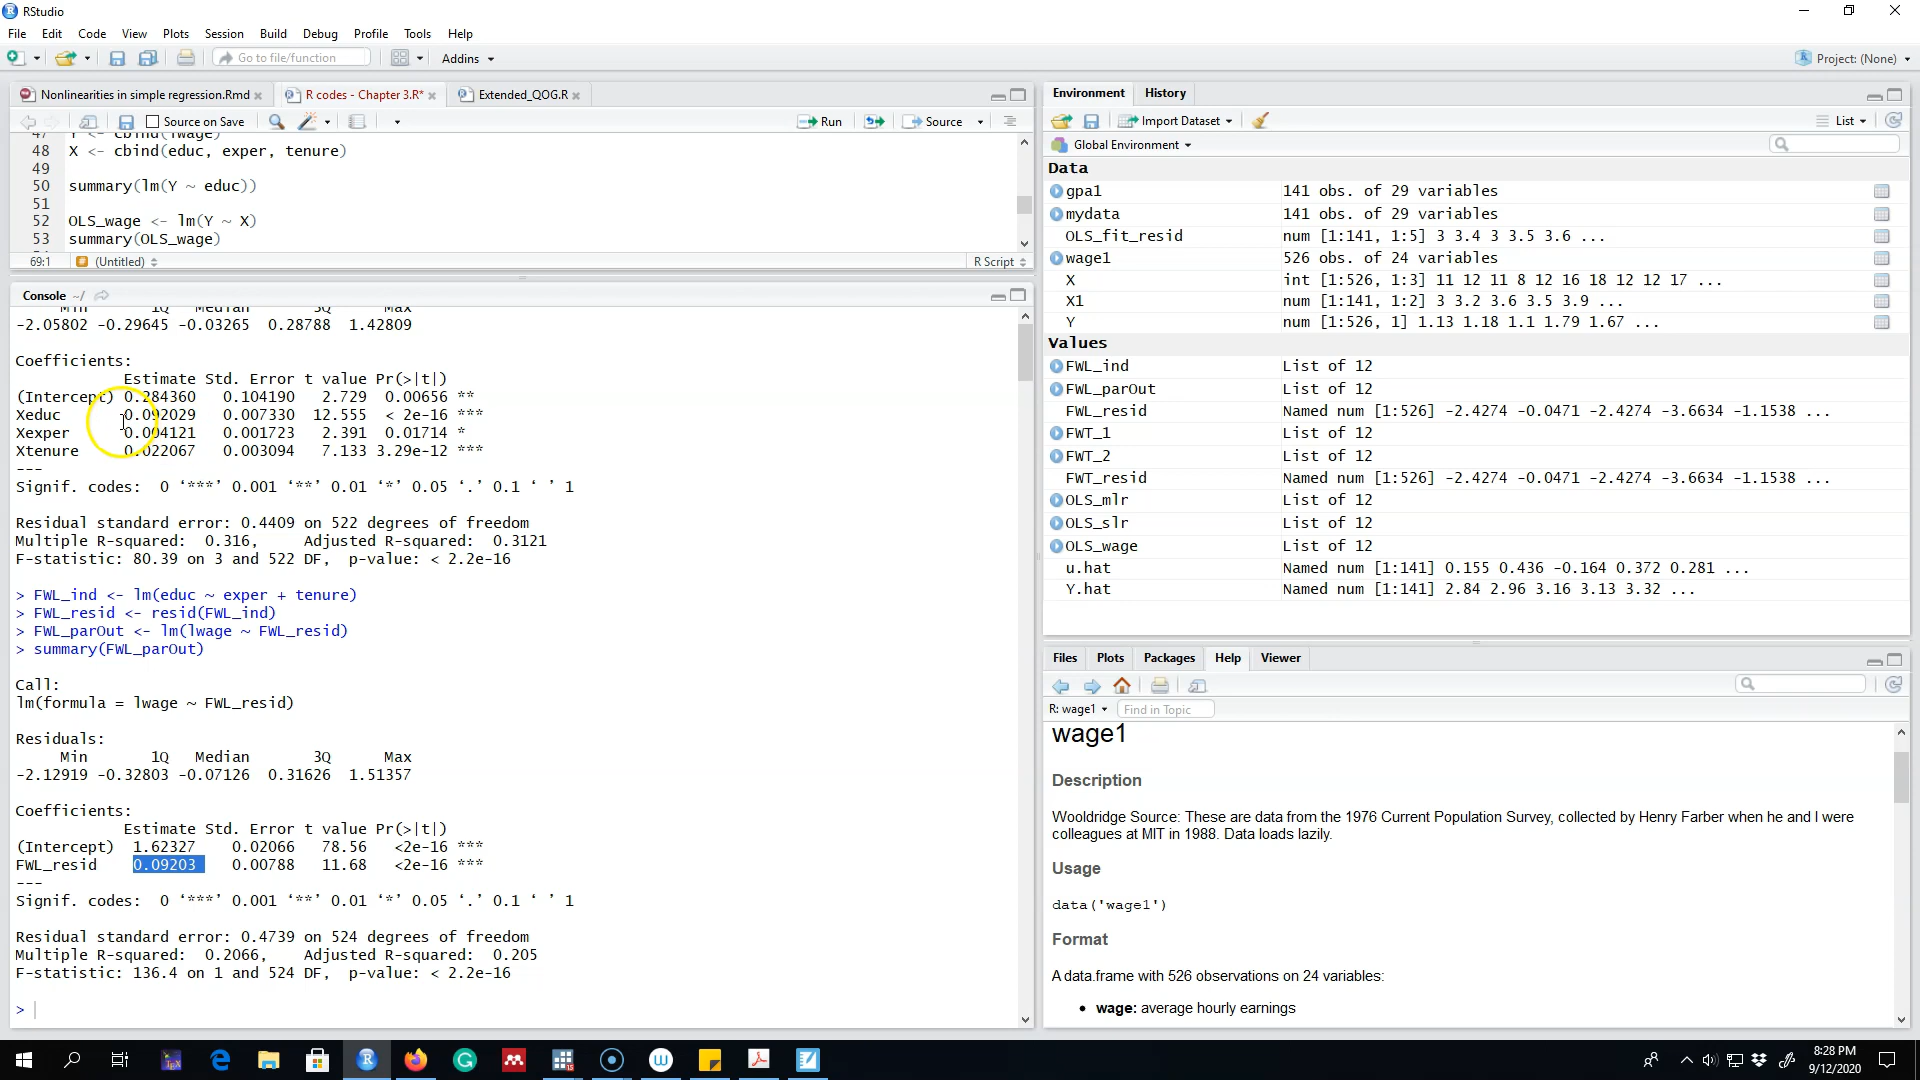 RStudio
File Edit Code View Plots Session Build Debug Profile Tools Help
Go to file/function Addins Project: (None)
Nonlinearities in simple regression.Rmd R codes - Chapter 3.R* Extended_QOG.R
Source on Save Run Source
47 Y <- cbind(lwage)
48 X <- cbind(educ, exper, tenure)
49
50 summary(lm(Y ~ educ))
51
52 OLS_wage <- lm(Y ~ X)
53 summary(OLS_wage)
69:1 (Untitled) R Script
Console ~/
Min 1Q Median 3Q Max
-2.05802 -0.29645 -0.03265 0.28788 1.42809
Coefficients:
Estimate Std. Error t value Pr(>|t|)
(Intercept) 0.284360 0.104190 2.729 0.00656 **
Xeduc 0.092029 0.007330 12.555 < 2e-16 ***
Xexper 0.004121 0.001723 2.391 0.01714 *
Xtenure 0.022067 0.003094 7.133 3.29e-12 ***
---
Signif. codes: 0 ‘***’ 0.001 ‘**’ 0.01 ‘*’ 0.05 ‘.’ 0.1 ‘ ’ 1
Residual standard error: 0.4409 on 522 degrees of freedom
Multiple R-squared: 0.316, Adjusted R-squared: 0.3121
F-statistic: 80.39 on 3 and 522 DF, p-value: < 2.2e-16
> FWL_ind <- lm(educ ~ exper + tenure)
> FWL_resid <- resid(FWL_ind)
> FWL_parOut <- lm(lwage ~ FWL_resid)
> summary(FWL_parOut)
Call:
lm(formula = lwage ~ FWL_resid)
Residuals:
Min 1Q Median 3Q Max
-2.12919 -0.32803 -0.07126 0.31626 1.51357
Coefficients:
Estimate Std. Error t value Pr(>|t|)
(Intercept) 1.62327 0.02066 78.56 <2e-16 ***
FWL_resid 0.09203 0.00788 11.68 <2e-16 ***
---
Signif. codes: 0 ‘***’ 0.001 ‘**’ 0.01 ‘*’ 0.05 ‘.’ 0.1 ‘ ’ 1
Residual standard error: 0.4739 on 524 degrees of freedom
Multiple R-squared: 0.2066, Adjusted R-squared: 0.205
F-statistic: 136.4 on 1 and 524 DF, p-value: < 2.2e-16
>
Environment History
Import Dataset List
Global Environment
Data
gpa1 141 obs. of 29 variables
mydata 141 obs. of 29 variables
OLS_fit_resid num [1:141, 1:5] 3 3.4 3 3.5 3.6 ...
wage1 526 obs. of 24 variables
X int [1:526, 1:3] 11 12 11 8 12 16 18 12 12 17 ...
X1 num [1:141, 1:2] 3 3.2 3.6 3.5 3.9 ...
Y num [1:526, 1] 1.13 1.18 1.1 1.79 1.67 ...
Values
FWL_ind List of 12
FWL_parOut List of 12
FWL_resid Named num [1:526] -2.4274 -0.0471 -2.4274 -3.6634 -1.1538 ...
FWT_1 List of 12
FWT_2 List of 12
FWT_resid Named num [1:526] -2.4274 -0.0471 -2.4274 -3.6634 -1.1538 ...
OLS_mlr List of 12
OLS_slr List of 12
OLS_wage List of 12
u.hat Named num [1:141] 0.155 0.436 -0.164 0.372 0.281 ...
Y.hat Named num [1:141] 2.84 2.96 3.16 3.13 3.32 ...
Files Plots Packages Help Viewer
R: wage1 Find in Topic
wage1
Description
Wooldridge Source: These are data from the 1976 Current Population Survey, collected by Henry Farber when he and I were
colleagues at MIT in 1988. Data loads lazily.
Usage
data('wage1')
Format
A data.frame with 526 observations on 24 variables:
• wage: average hourly earnings
8:28 PM
9/12/2020